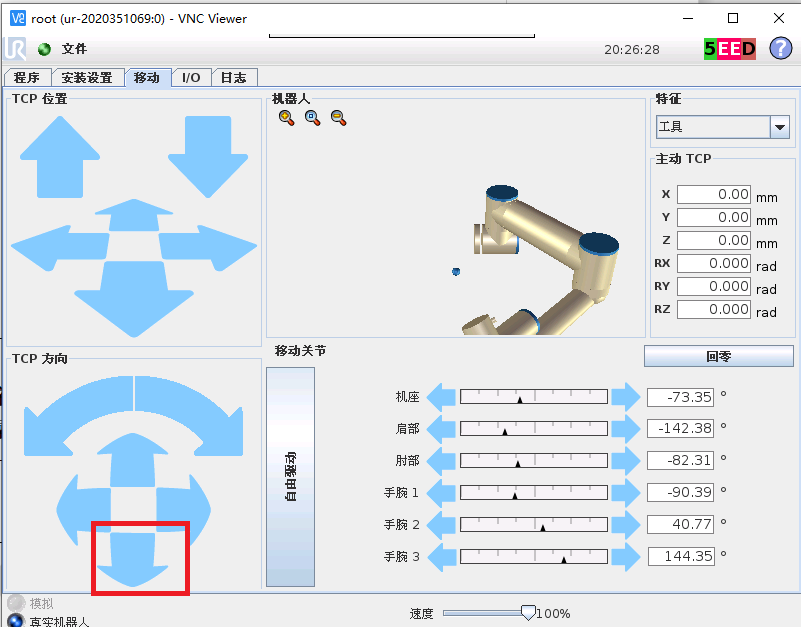 root (ur-2020351069:0) - VNC Viewer
文件
20:26:28
SEED
?
程序 安装设置 移动 I/O 日志
TCP 位置
机器人
特征
工具
主动 TCP
X 0.00 mm
Y 0.00 mm
Z 0.00 mm
RX 0.000 rad
RY 0.000 rad
RZ 0.000 rad
TCP 方向
移动关节
回零
自由驱动
机座 -73.35 °
肩部 -142.38 °
肘部 -82.31 °
手腕 1 -90.39 °
手腕 2 40.77 °
手腕 3 144.35 °
模拟
真实机器人
速度 100%